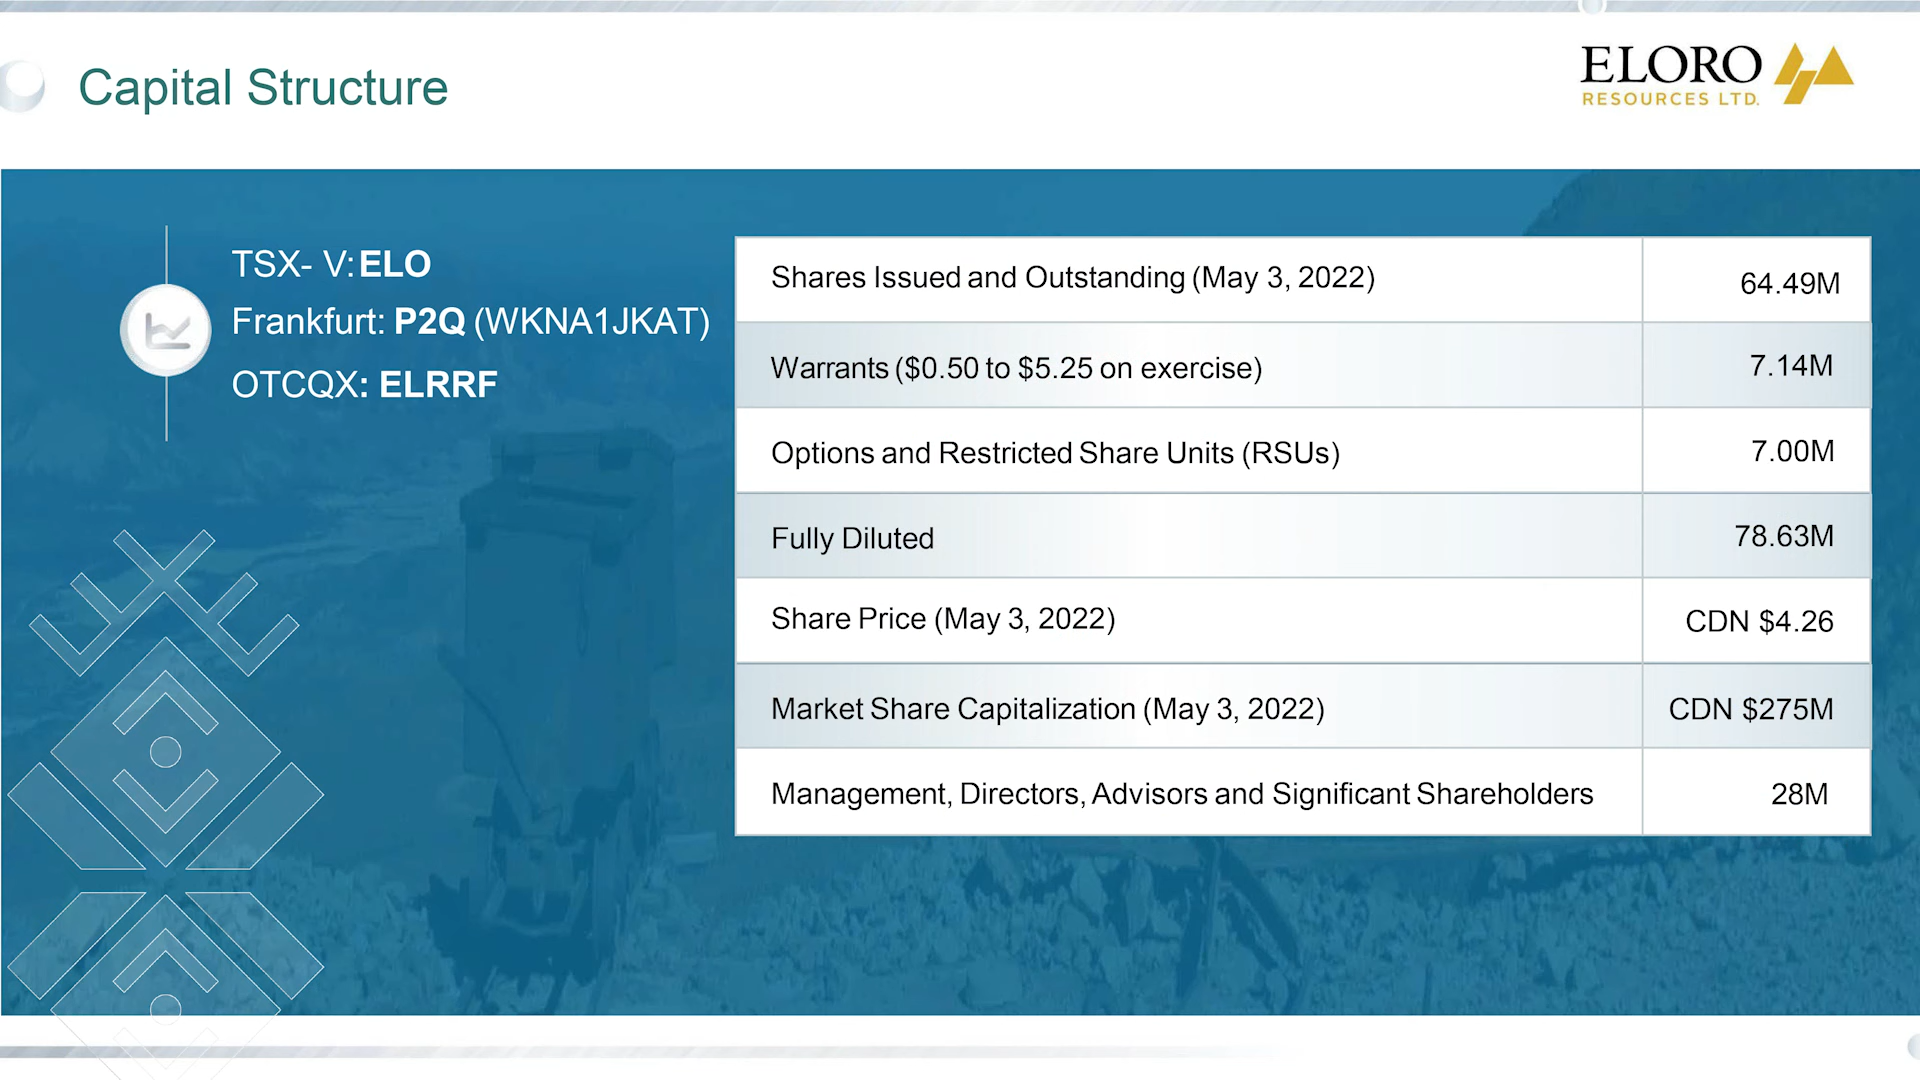 Capital Structure
ELORO
RESOURCES LTD.
TSX- V: ELO
Frankfurt: P2Q (WKNA1JKAT)
OTCQX: ELRRF
Shares Issued and Outstanding (May 3, 2022) 64.49M
Warrants ($0.50 to $5.25 on exercise) 7.14M
Options and Restricted Share Units (RSUs) 7.00M
Fully Diluted 78.63M
Share Price (May 3, 2022) CDN $4.26
Market Share Capitalization (May 3, 2022) CDN $275M
Management, Directors, Advisors and Significant Shareholders 28M